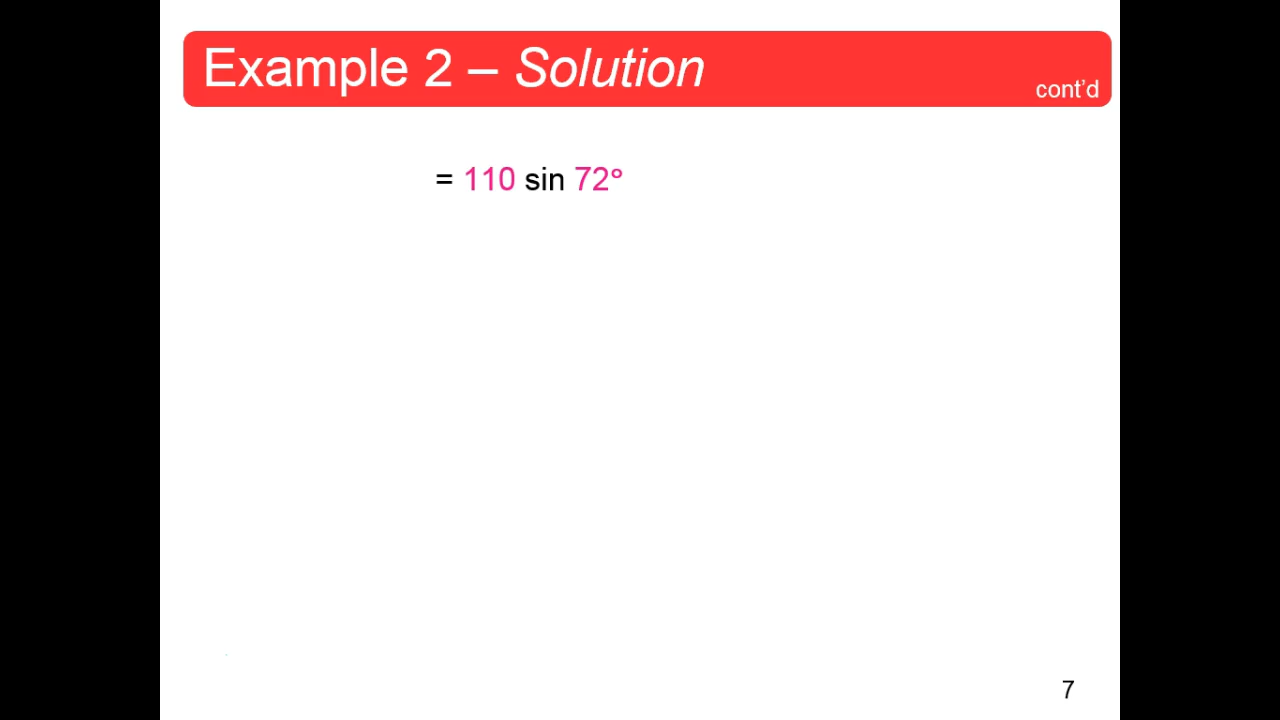 Example 2 – Solution
cont’d
= 110 sin 72°
7